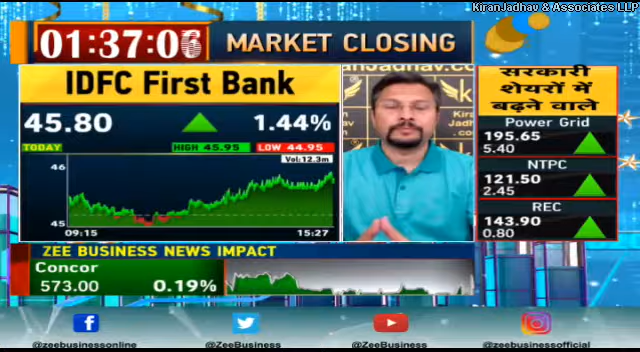 KiranJadhav & Associates LLP
01:37:06
MARKET CLOSING
IDFC First Bank
45.80
1.44%
TODAY
HIGH 45.95
LOW 44.95
Vol:12.3m
46
45
09:15
15:27
सरकारी
शेयरों में
बढ़ने वाले
Power Grid
195.65
5.40
NTPC
121.50
2.45
REC
143.90
0.80
ZEE BUSINESS NEWS IMPACT
Concor
573.00
0.19%
@zeebusinessonline
@ZeeBusiness
@ZeeBusiness
@zeebusinessofficial